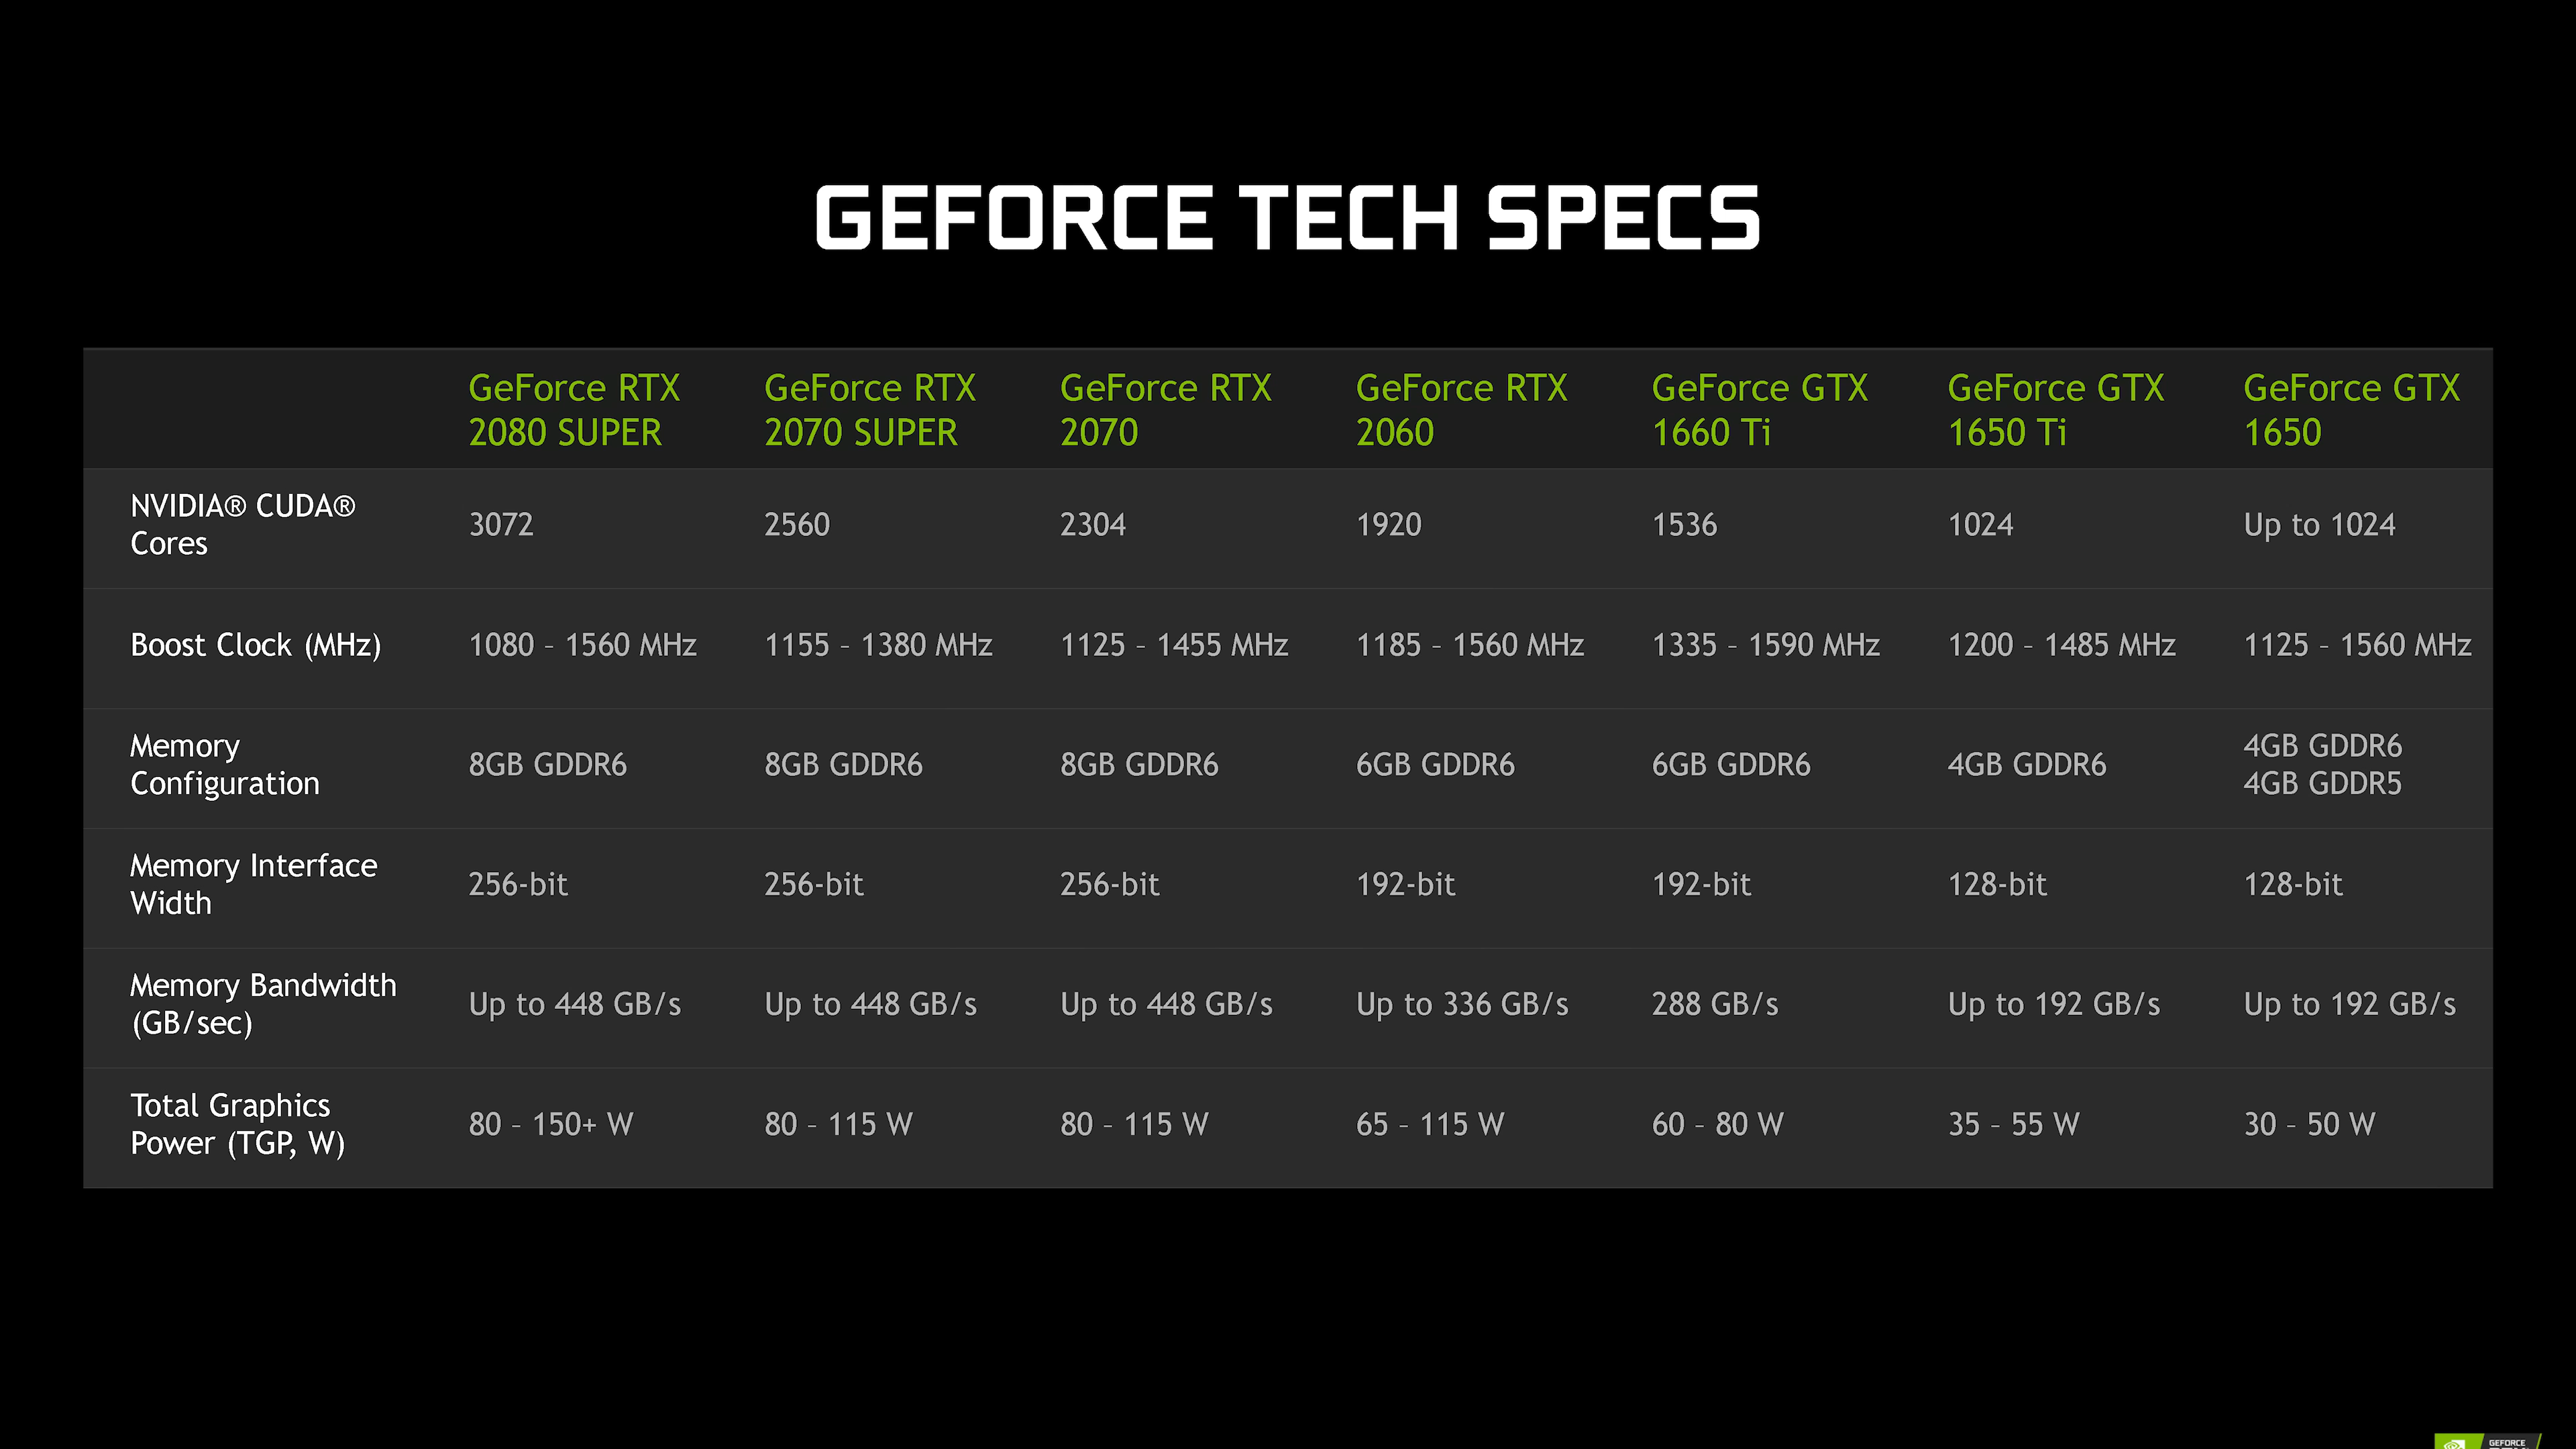 GEFORCE TECH SPECS
GeForce RTX 2080 SUPER GeForce RTX 2070 SUPER GeForce RTX 2070 GeForce RTX 2060 GeForce GTX 1660 Ti GeForce GTX 1650 Ti GeForce GTX 1650
NVIDIA® CUDA® Cores 3072 2560 2304 1920 1536 1024 Up to 1024
Boost Clock (MHz) 1080 - 1560 MHz 1155 - 1380 MHz 1125 - 1455 MHz 1185 - 1560 MHz 1335 - 1590 MHz 1200 - 1485 MHz 1125 - 1560 MHz
Memory Configuration 8GB GDDR6 8GB GDDR6 8GB GDDR6 6GB GDDR6 6GB GDDR6 4GB GDDR6 4GB GDDR6 4GB GDDR5
Memory Interface Width 256-bit 256-bit 256-bit 192-bit 192-bit 128-bit 128-bit
Memory Bandwidth (GB/sec) Up to 448 GB/s Up to 448 GB/s Up to 448 GB/s Up to 336 GB/s 288 GB/s Up to 192 GB/s Up to 192 GB/s
Total Graphics Power (TGP, W) 80 - 150+ W 80 - 115 W 80 - 115 W 65 - 115 W 60 - 80 W 35 - 55 W 30 - 50 W
GEFORCE